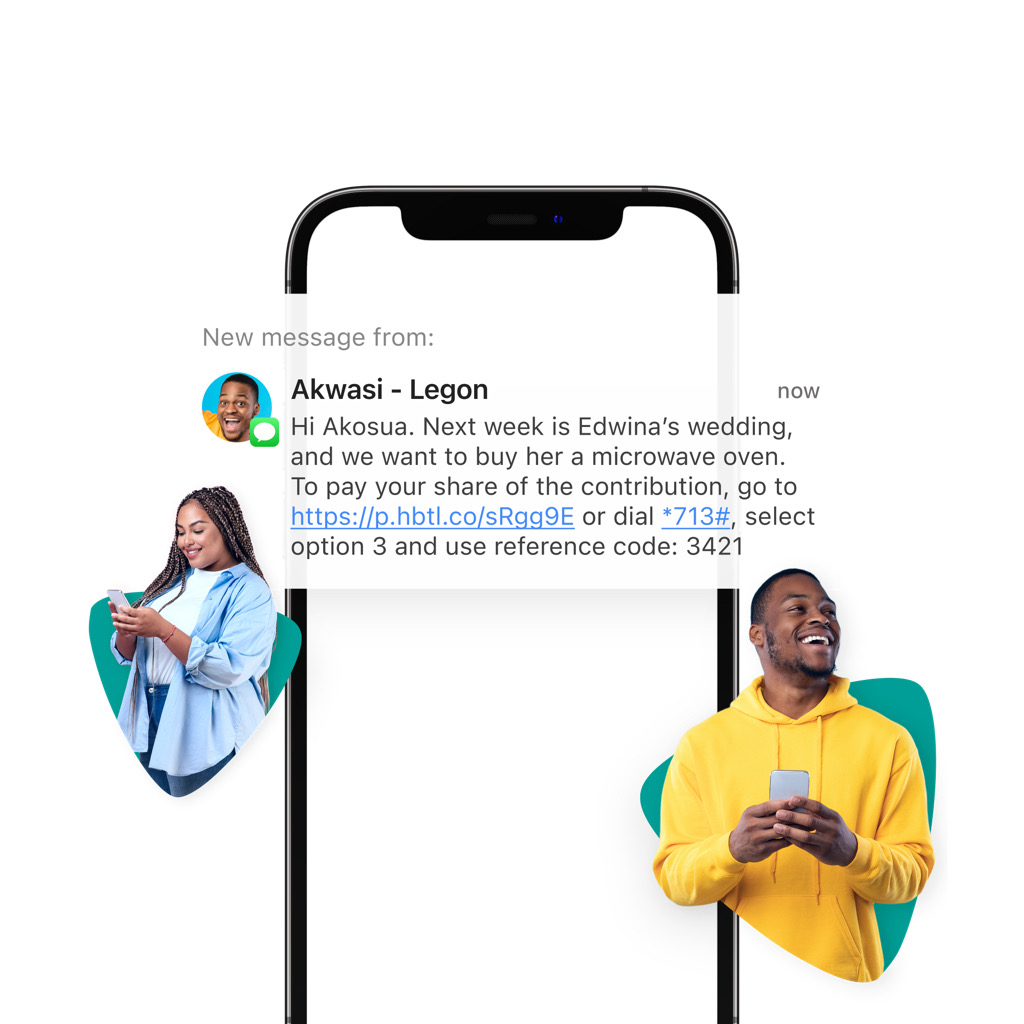 New message from:
Akwasi - Legon
now
Hi Akosua. Next week is Edwina’s wedding,
and we want to buy her a microwave oven.
To pay your share of the contribution, go to
https://p.hbtl.co/sRgg9E or dial *713#, select
option 3 and use reference code: 3421